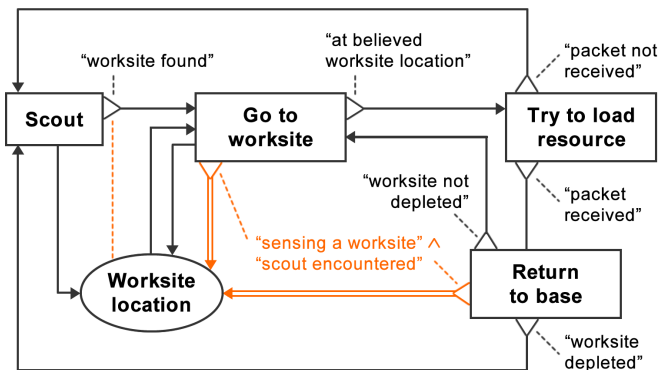 “worksite found”
“at believed
worksite location”
“packet not
received”
Scout
Go to
worksite
Try to load
resource
“worksite not
depleted”
“packet
received”
“sensing a worksite” ∧
“scout encountered”
Worksite
location
Return
to base
“worksite
depleted”